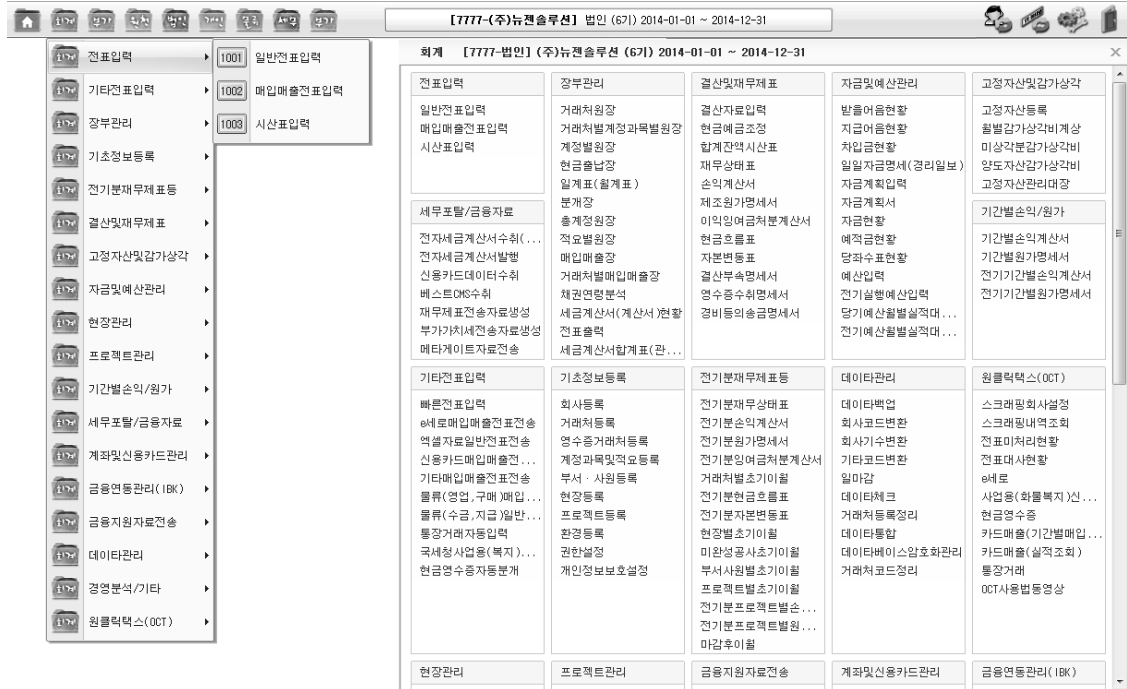 회계 부가 원천 법인 개인 물류 세무 부가
[7777-(주)뉴젠솔루션] 법인 (6기) 2014-01-01 ~ 2014-12-31
전표입력
기타전표입력
장부관리
기초정보등록
전기분재무제표등
결산및재무제표
고정자산및감가상각
자금및예산관리
현장관리
프로젝트관리
기간별손익/원가
세무포탈/금융자료
계좌및신용카드관리
금융연동관리(IBK)
금융지원자료전송
데이타관리
경영분석/기타
원클릭택스(OCT)
1001 일반전표입력
1002 매입매출전표입력
1003 시산표입력
회계 [7777-법인] (주)뉴젠솔루션 (6기) 2014-01-01 ~ 2014-12-31
전표입력
일반전표입력
매입매출전표입력
시산표입력
장부관리
거래처원장
거래처별계정과목별원장
계정별원장
현금출납장
일계표(월계표)
분개장
총계정원장
적요별원장
매입매출장
거래처별매입매출장
채권연령분석
세금계산서(계산서)현황
전표출력
세금계산서합계표(관...
결산및재무제표
결산자료입력
현금예금조정
합계잔액시산표
재무상태표
손익계산서
제조원가명세서
이익잉여금처분계산서
현금흐름표
자본변동표
결산부속명세서
영수증수취명세서
경비등의송금명세서
자금및예산관리
받을어음현황
지급어음현황
차입금현황
일일자금명세(경리일보)
자금계획입력
자금계획서
자금현황
예적금현황
당좌수표현황
예산입력
전기실행예산입력
당기예산월별실적대...
전기예산월별실적대...
고정자산및감가상각
고정자산등록
월별감가상각비계상
미상각분감가상각비
양도자산감가상각비
고정자산관리대장
세무포탈/금융자료
전자세금계산서수취(...
전자세금계산서발행
신용카드데이터수취
베스트CMS수취
재무제표전송자료생성
부가가치세전송자료생성
메타게이트자료전송
기간별손익/원가
기간별손익계산서
기간별원가명세서
전기기간별손익계산서
전기기간별원가명세서
기타전표입력
빠른전표입력
e세로매입매출전표전송
엑셀자료일반전표전송
신용카드매입매출전...
기타매입매출전표전송
물류(영업,구매)매입...
물류(수금,지급)일반...
통장거래자동입력
국세청사업용(복지)...
현금영수증자동분개
기초정보등록
회사등록
거래처등록
영수증거래처등록
계정과목및적요등록
부서ㆍ사원등록
현장등록
프로젝트등록
환경등록
권한설정
개인정보보호설정
전기분재무제표등
전기분재무상태표
전기분손익계산서
전기분원가명세서
전기분잉여금처분계산서
거래처별초기이월
전기분현금흐름표
전기분자본변동표
현장별초기이월
미완성공사초기이월
부서사원별초기이월
프로젝트별초기이월
전기분프로젝트별손...
전기분프로젝트별원...
마감후이월
데이타관리
데이타백업
회사코드변환
회사기수변환
기타코드변환
일마감
데이타체크
거래처등록정리
데이타통합
데이타베이스암호화관리
거래처코드정리
원클릭택스(OCT)
스크래핑회사설정
스크래핑내역조회
전표미처리현황
전표대사현황
e세로
사업용(화물복지)신...
현금영수증
카드매출(기간별매입...
카드매출(실적조회)
통장거래
OCT사용법동영상
현장관리
프로젝트관리
금융지원자료전송
계좌및신용카드관리
금융연동관리(IBK)